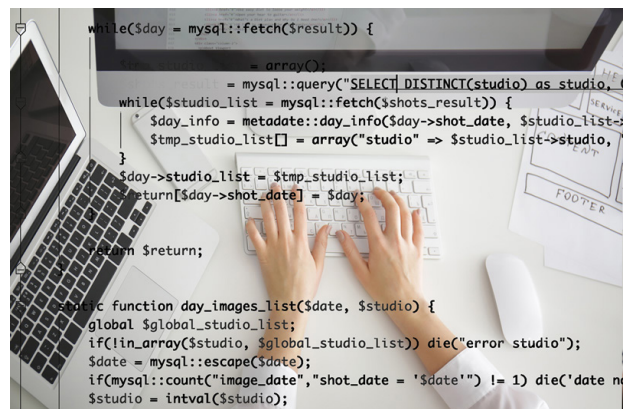 while($day = mysql::fetch($result)) {
= array();
= mysql::query("SELECT DISTINCT(studio) as studio,
while($studio_list = mysql::fetch($shots_result)) {
$day_info = metadate::day_info($day->shot_date, $studio_list->
$tmp_studio_list[] = array("studio" => $studio_list->studio, "
}
$day->studio_list = $tmp_studio_list;
$return[$day->shot_date] = $day;
}
return $return;
}
static function day_images_list($date, $studio) {
global $global_studio_list;
if(!in_array($studio, $global_studio_list)) die("error studio");
$date = mysql::escape($date);
if(mysql::count("image_date","shot_date = '$date'") != 1) die('date
$studio = intval($studio);
SERVICE
CONTENT
FOOTER